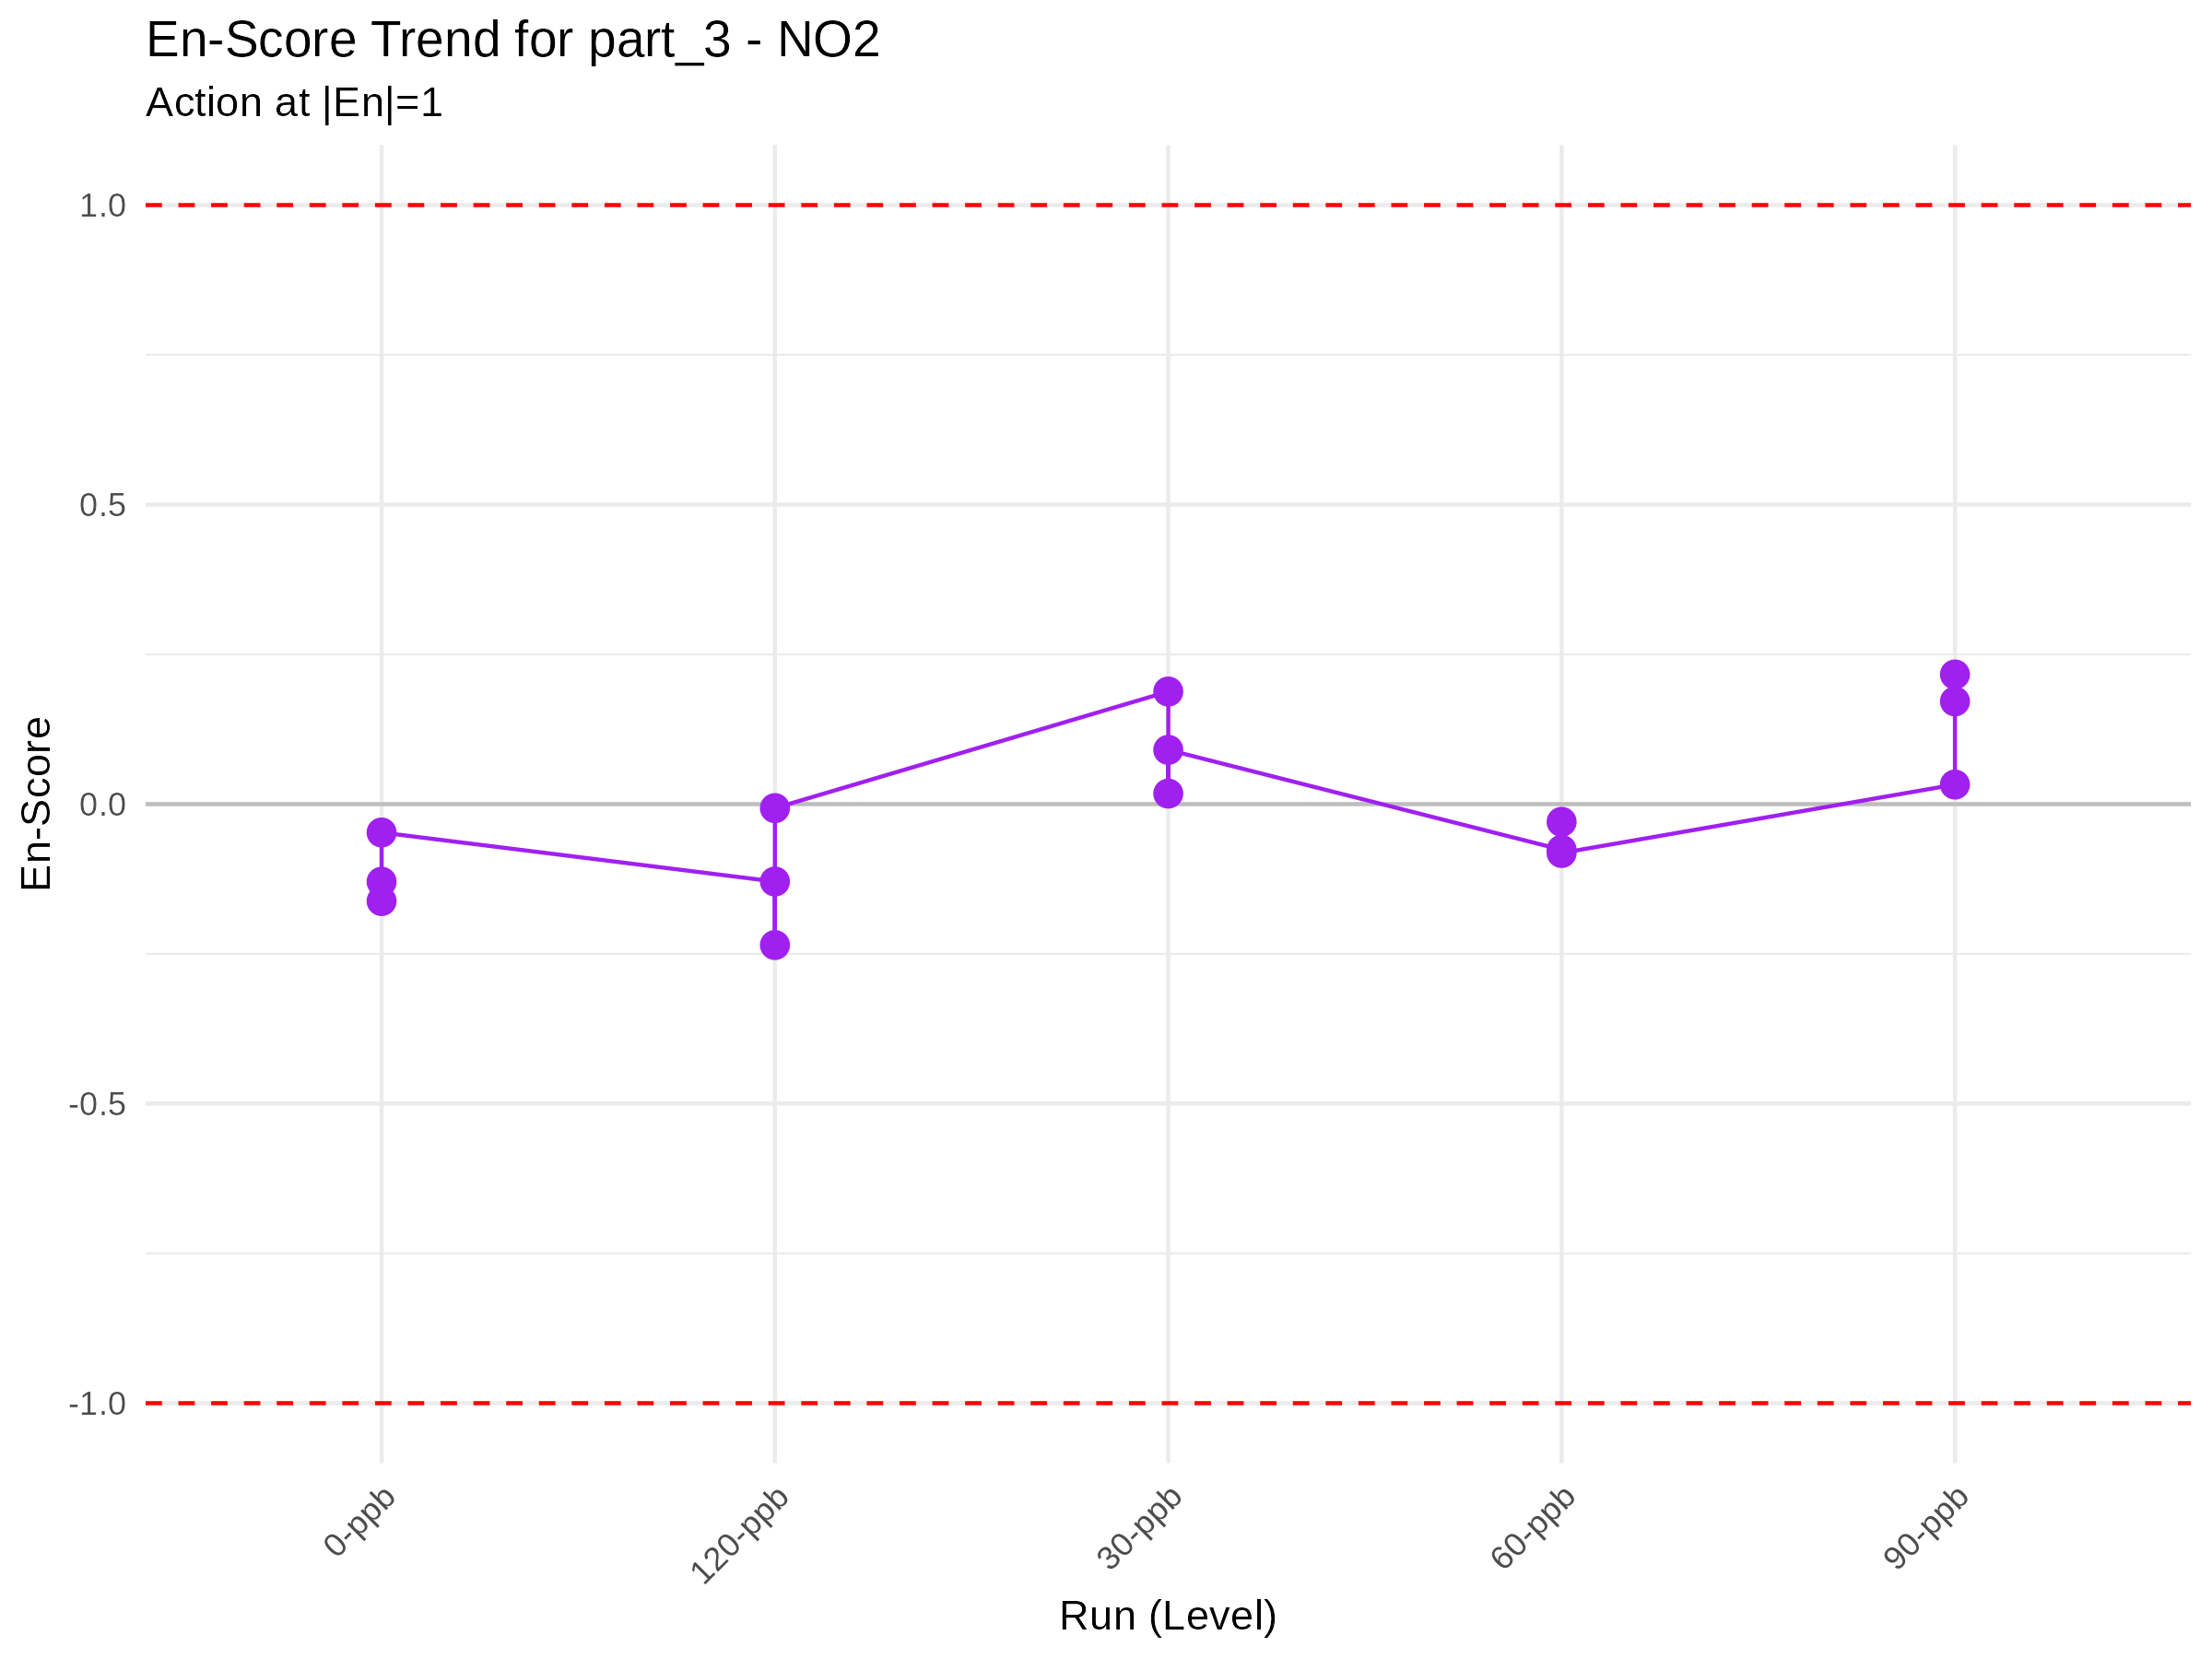 En-Score Trend for part_3 - NO2
Action at |En|=1
1.0
0.5
0.0
-0.5
-1.0
En-Score
0-ppb
120-ppb
30-ppb
60-ppb
90-ppb
Run (Level)